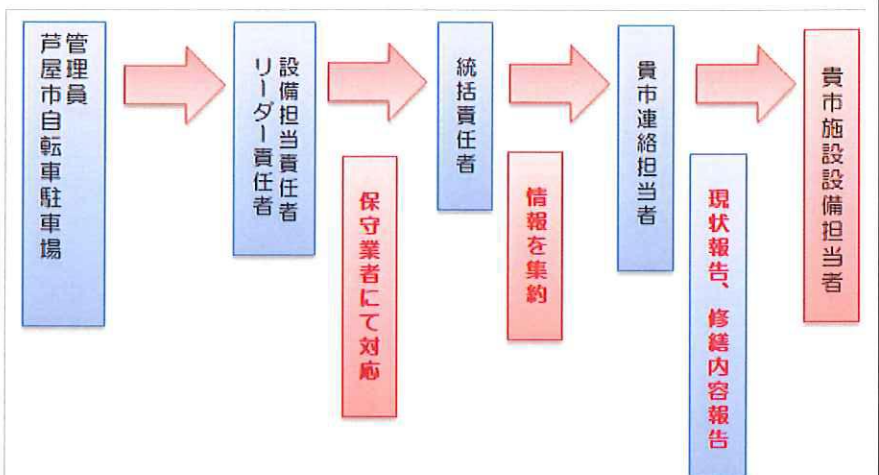 管理員
芦屋市自転車駐車場
設備担当責任者
リーダー責任者
保守業者にて対応
統括責任者
情報を集約
貴市連絡担当者
現状報告、修繕内容報告
貴市施設設備担当者